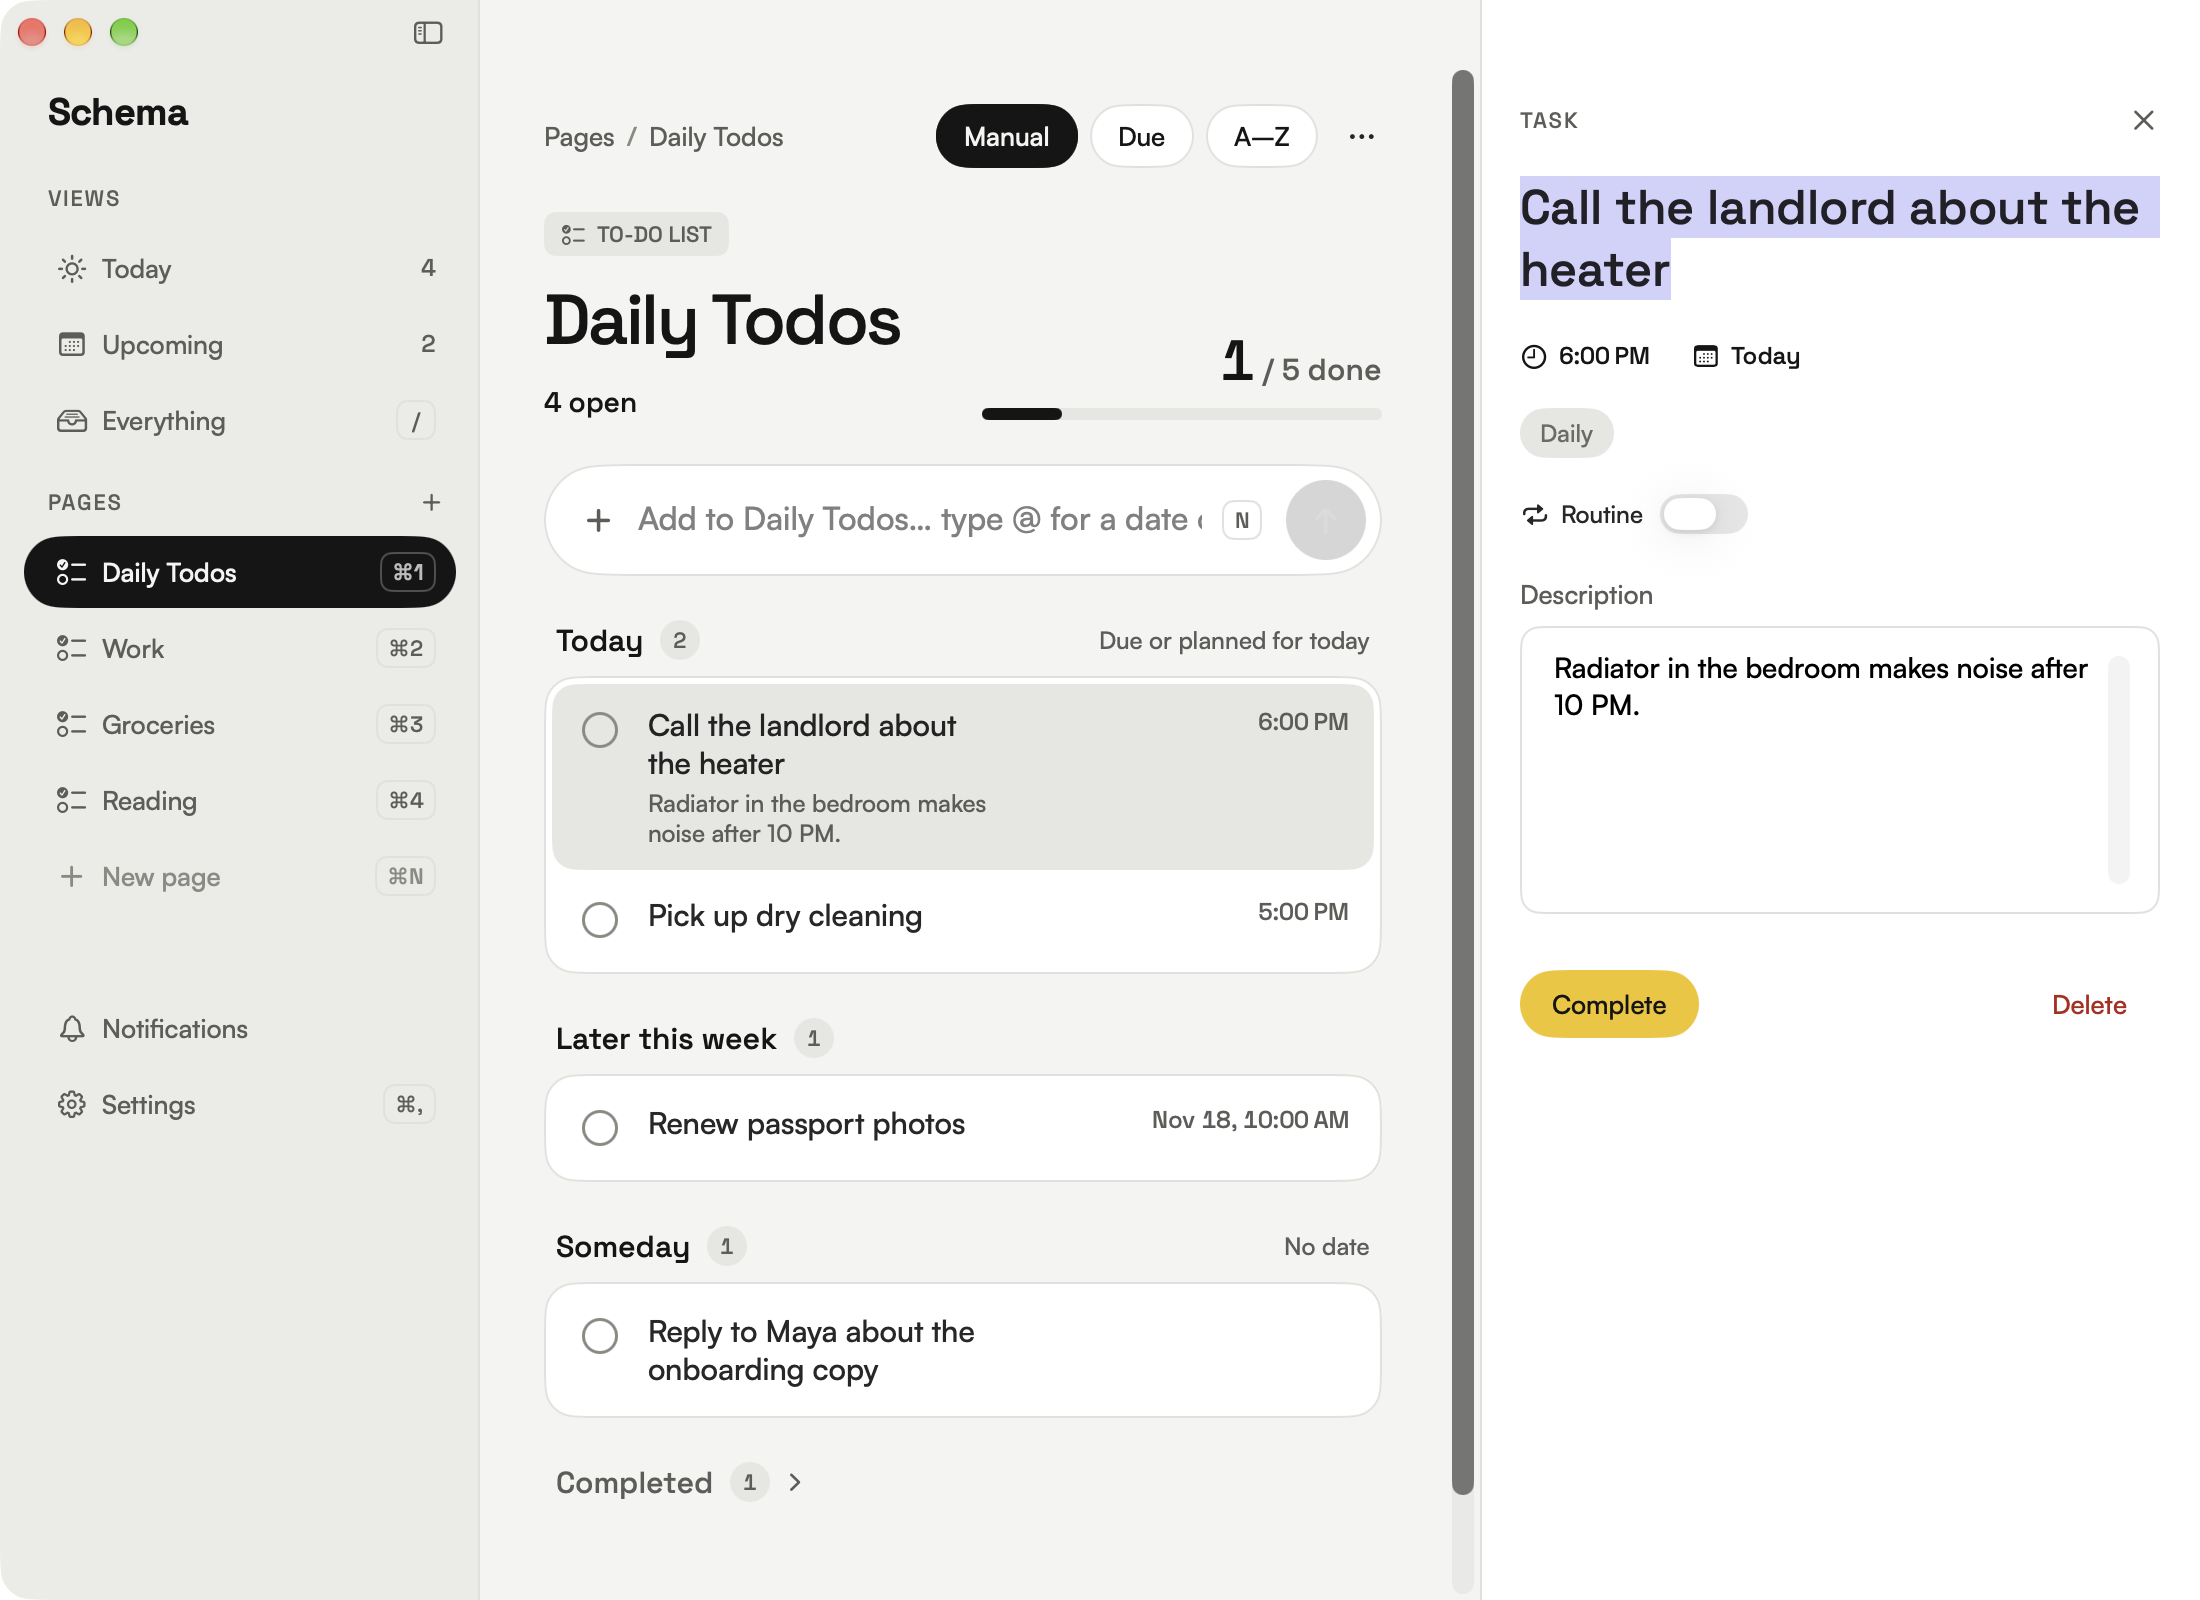 Schema
VIEWS
Today 4
Upcoming 2
Everything /
PAGES
Daily Todos ⌘1
Work ⌘2
Groceries ⌘3
Reading ⌘4
New page ⌘N
Notifications
Settings ⌘,
Pages / Daily Todos
Manual Due A—Z
TO-DO LIST
Daily Todos
4 open
1 / 5 done
Add to Daily Todos... type @ for a date N
Today 2 Due or planned for today
Call the landlord about 6:00 PM
the heater
Radiator in the bedroom makes
noise after 10 PM.
Pick up dry cleaning 5:00 PM
Later this week 1
Renew passport photos Nov 18, 10:00 AM
Someday 1 No date
Reply to Maya about the
onboarding copy
Completed 1
TASK
Call the landlord about the
heater
6:00 PM Today
Daily
Routine
Description
Radiator in the bedroom makes noise after
10 PM.
Complete Delete